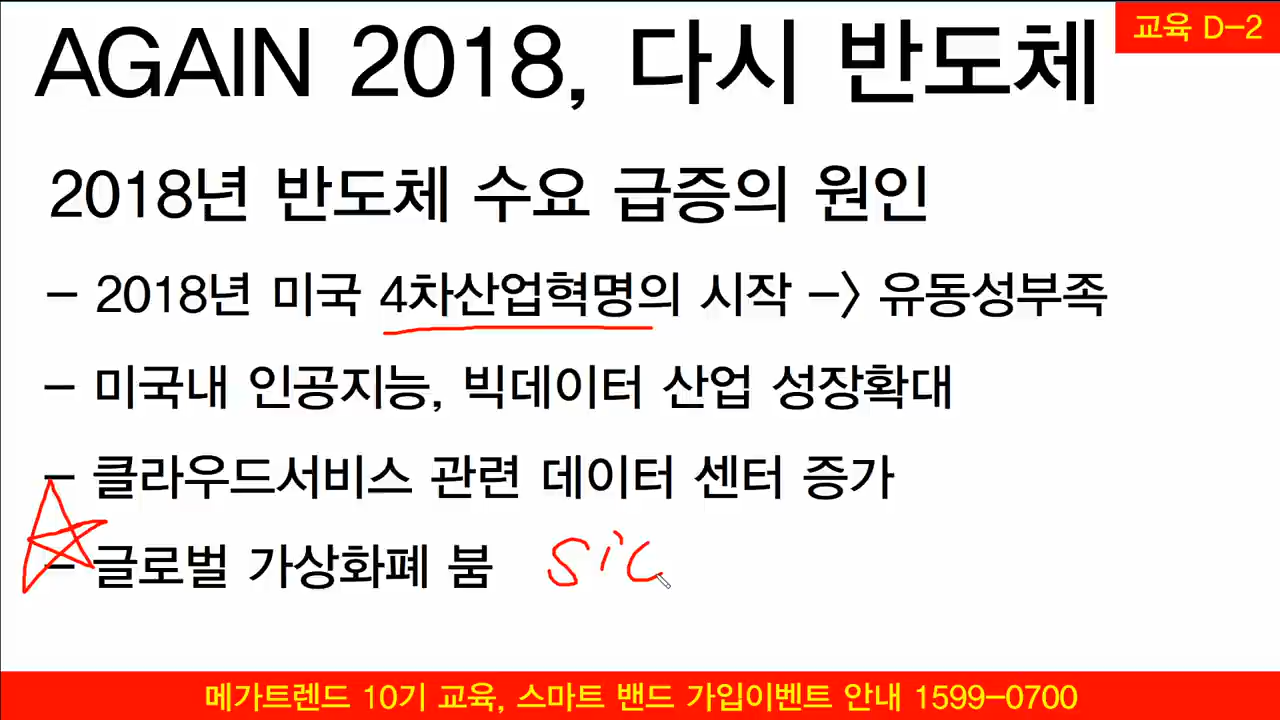 교육 D-2
AGAIN 2018, 다시 반도체
2018년 반도체 수요 급증의 원인
- 2018년 미국 4차산업혁명의 시작 -> 유동성부족
- 미국내 인공지능, 빅데이터 산업 성장확대
- 클라우드서비스 관련 데이터 센터 증가
- 글로벌 가상화폐 붐 sic
메가트렌드 10기 교육, 스마트 밴드 가입이벤트 안내 1599-0700